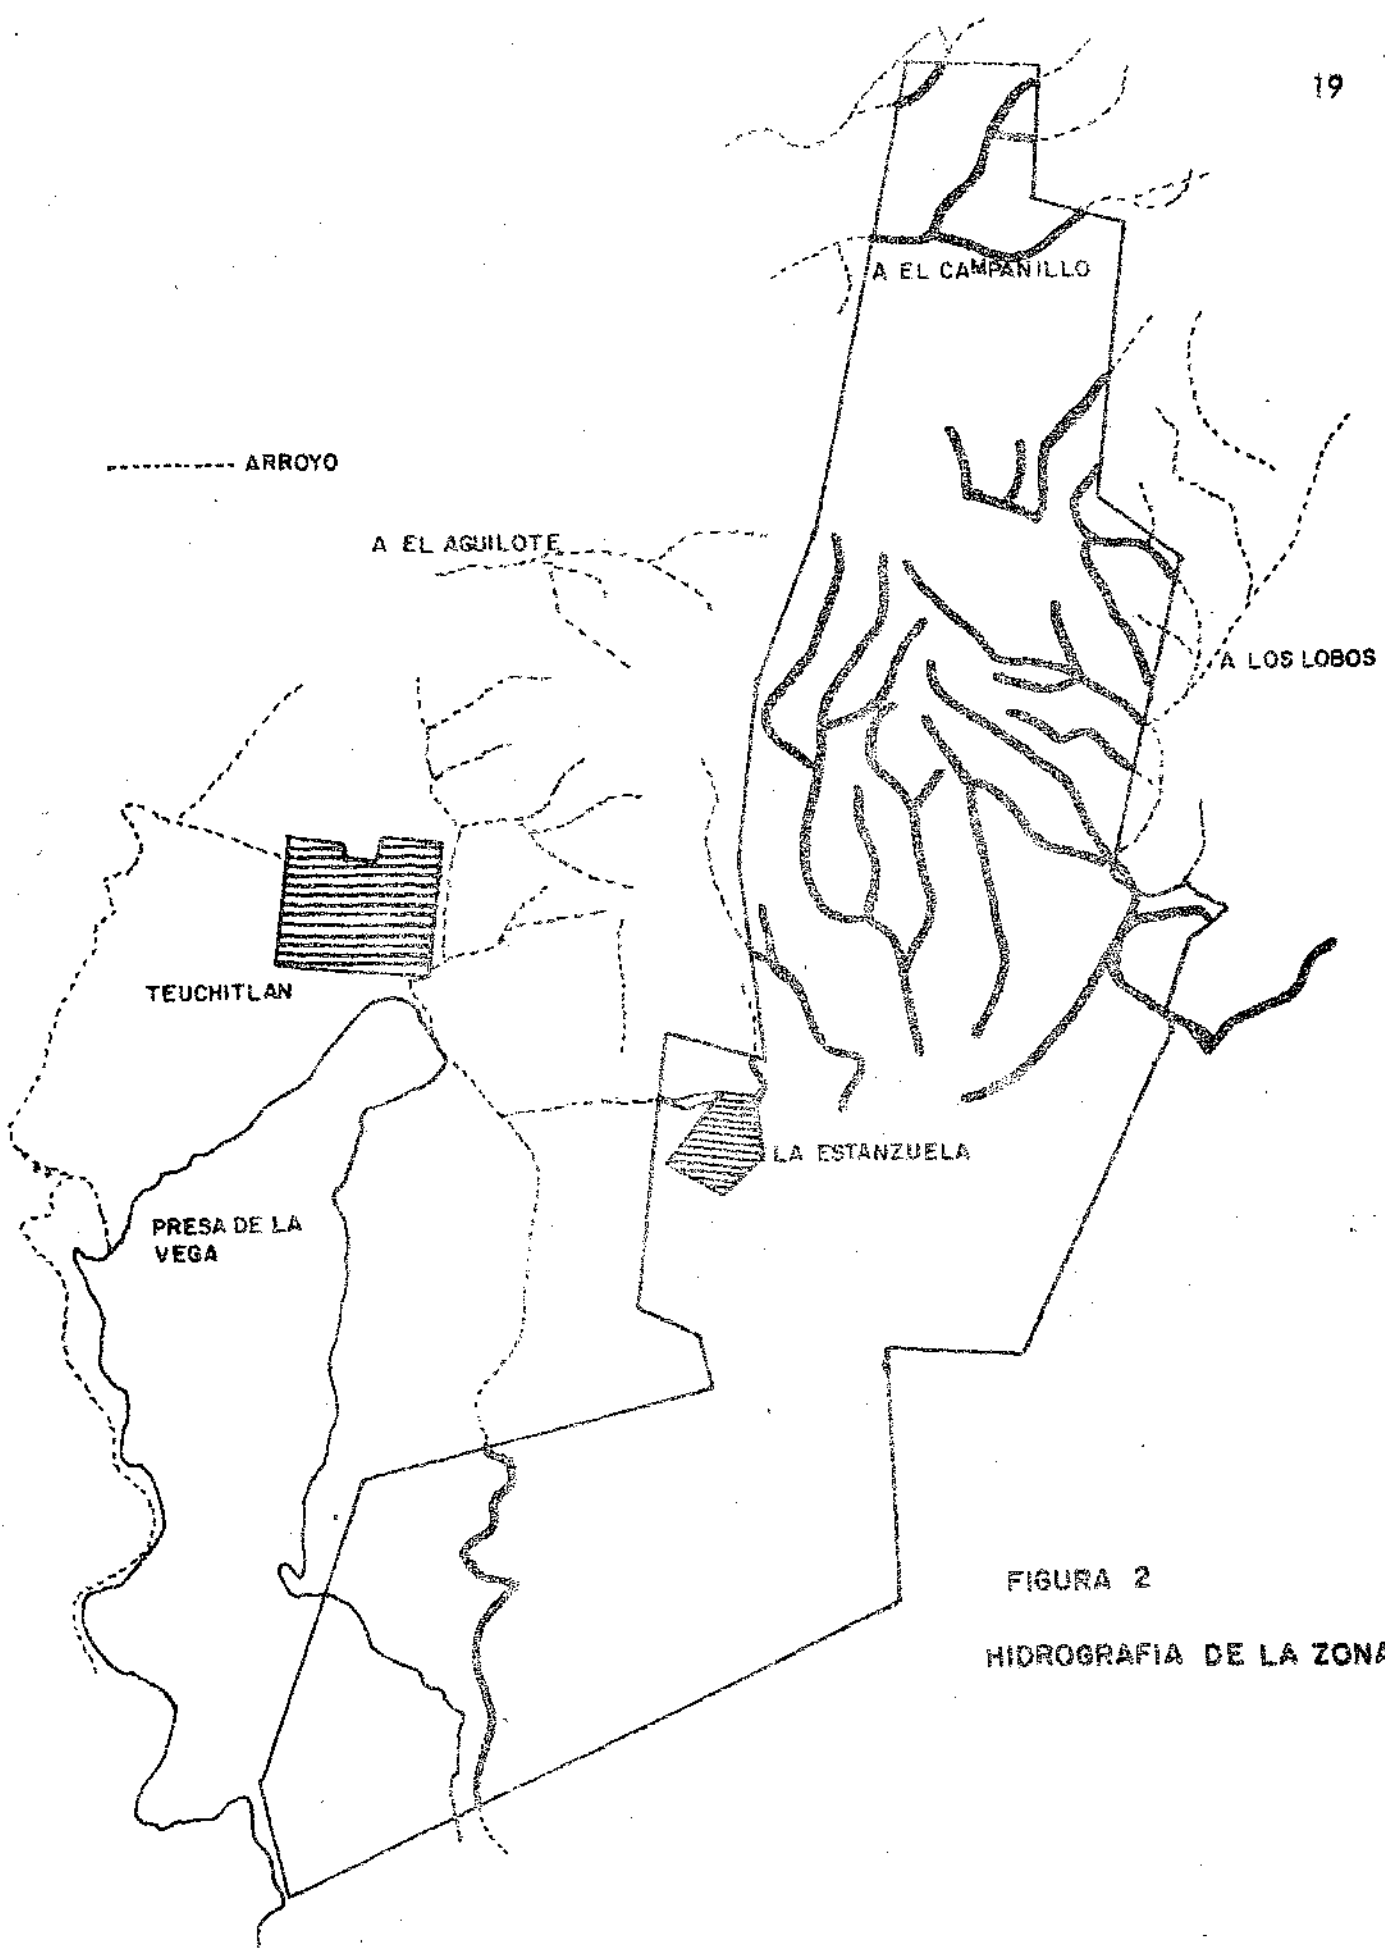 19
A EL CAMPANILLO
ARROYO
A EL AGUILOTE
A LOS LOBOS
TEUCHITLAN
LA ESTANZUELA
PRESA DE LA
VEGA
FIGURA 2
HIDROGRAFIA DE LA ZONA